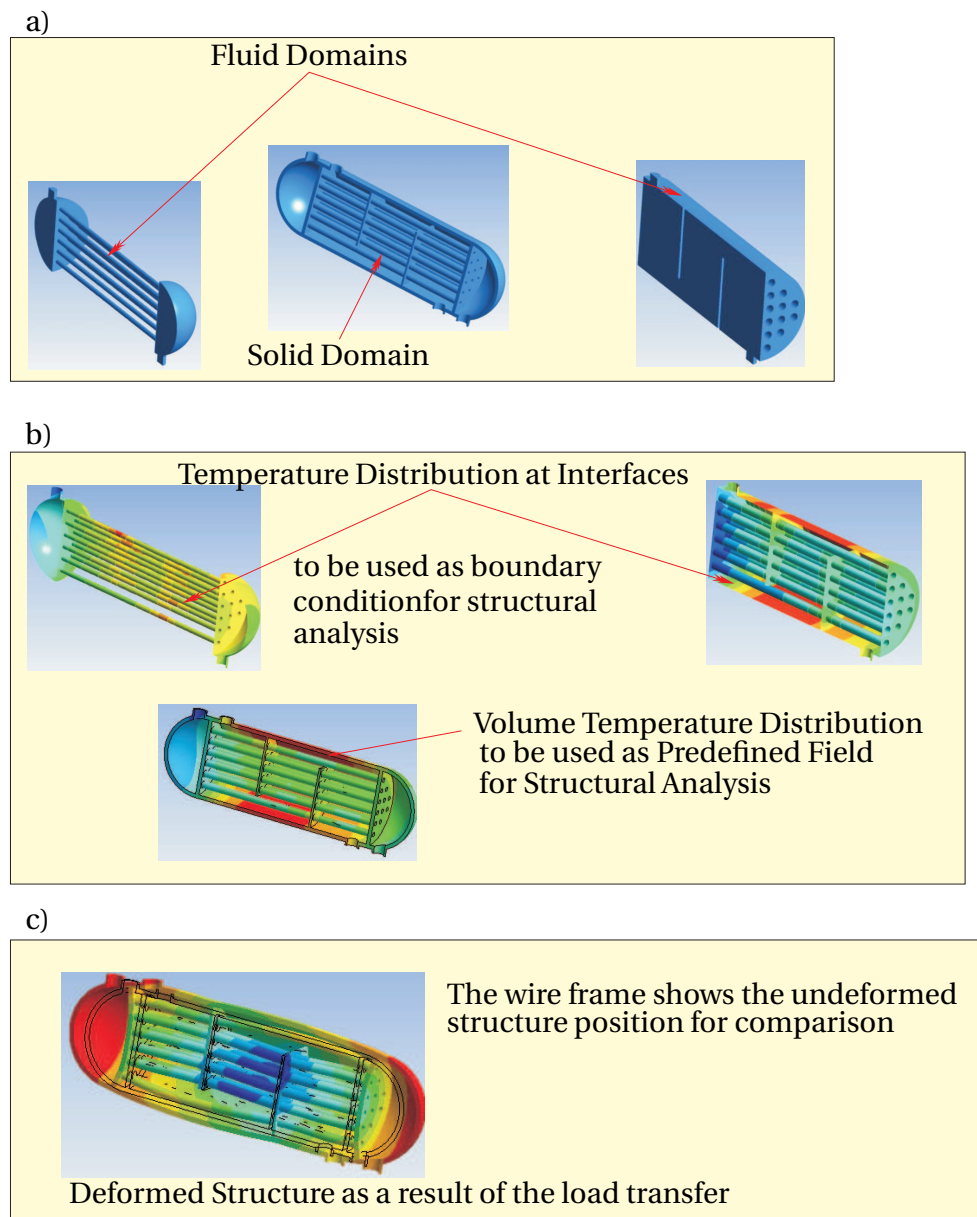 a)
Fluid Domains
Solid Domain
b)
Temperature Distribution at Interfaces
to be used as boundary
conditionfor structural
analysis
Volume Temperature Distribution
to be used as Predefined Field
for Structural Analysis
c)
The wire frame shows the undeformed
structure position for comparison
Deformed Structure as a result of the load transfer